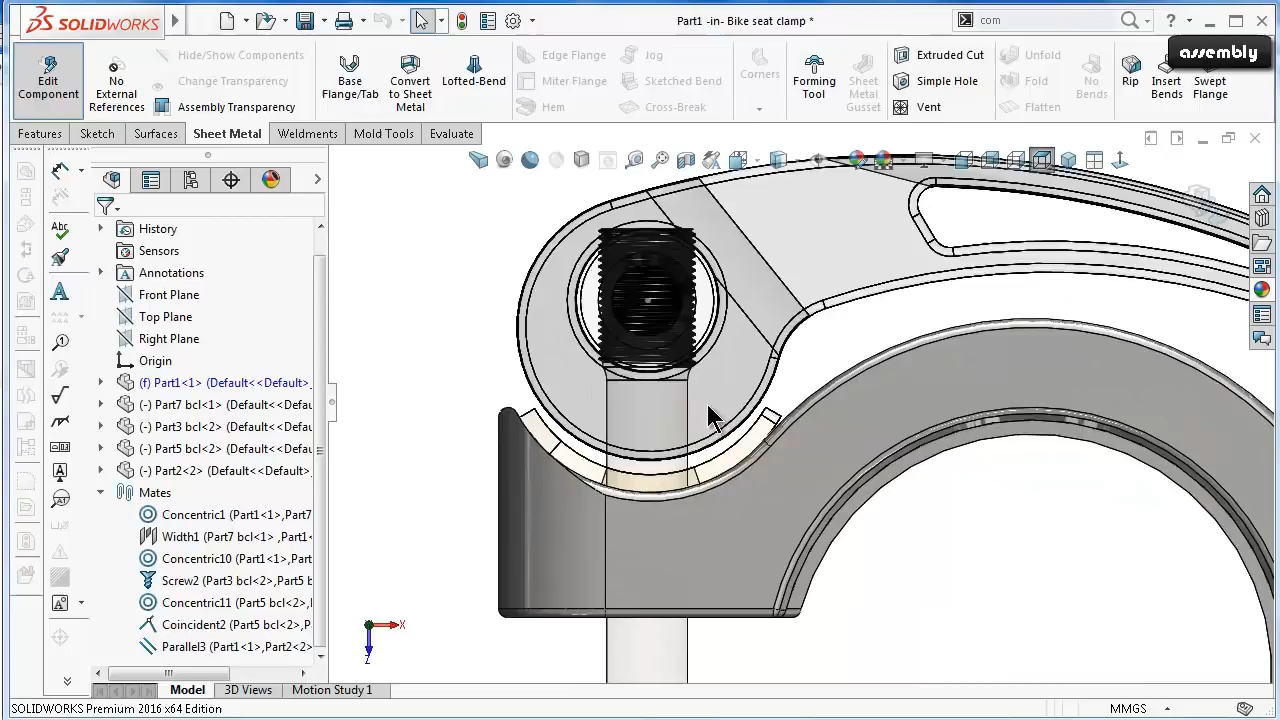 SOLIDWORKS
Part1 -in- Bike seat clamp *
com
assembly
Edit Component
No External References
Hide/Show Components
Change Transparency
Assembly Transparency
Base Flange/Tab
Convert to Sheet Metal
Lofted-Bend
Edge Flange
Miter Flange
Hem
Jog
Sketched Bend
Cross-Break
Corners
Forming Tool
Sheet Metal Gusset
Extruded Cut
Simple Hole
Vent
Unfold
Fold
Flatten
No Bends
Rip
Insert Bends
Swept Flange
Features
Sketch
Surfaces
Sheet Metal
Weldments
Mold Tools
Evaluate
History
Sensors
Annotations
Front Plane
Top Plane
Right Plane
Origin
(f) Part1<1> (Default<<Default>
(-) Part7 bcl<1> (Default<<Defau
(-) Part3 bcl<2> (Default<<Defau
(-) Part5 bcl<2> (Default<<Defau
(-) Part2<2> (Default<<Default>
Mates
Concentric1 (Part1<1>,Part7
Width1 (Part7 bcl<1> ,Part1<
Concentric10 (Part1<1>,Part
Screw2 (Part3 bcl<2>,Part5 b
Concentric11 (Part5 bcl<2>,
Coincident2 (Part5 bcl<2>,P
Parallel3 (Part1<1>,Part2<2>
Abc
X
Z
Model
3D Views
Motion Study 1
SOLIDWORKS Premium 2016 x64 Edition
MMGS